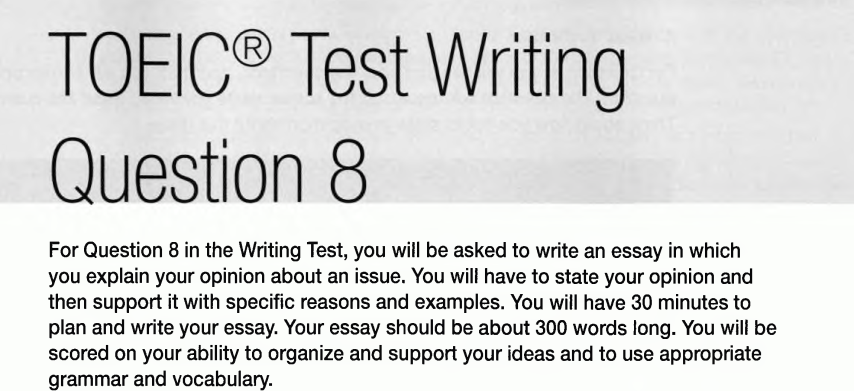 TOEIC® Test Writing
Question 8
For Question 8 in the Writing Test, you will be asked to write an essay in which
you explain your opinion about an issue. You will have to state your opinion and
then support it with specific reasons and examples. You will have 30 minutes to
plan and write your essay. Your essay should be about 300 words long. You will be
scored on your ability to organize and support your ideas and to use appropriate
grammar and vocabulary.